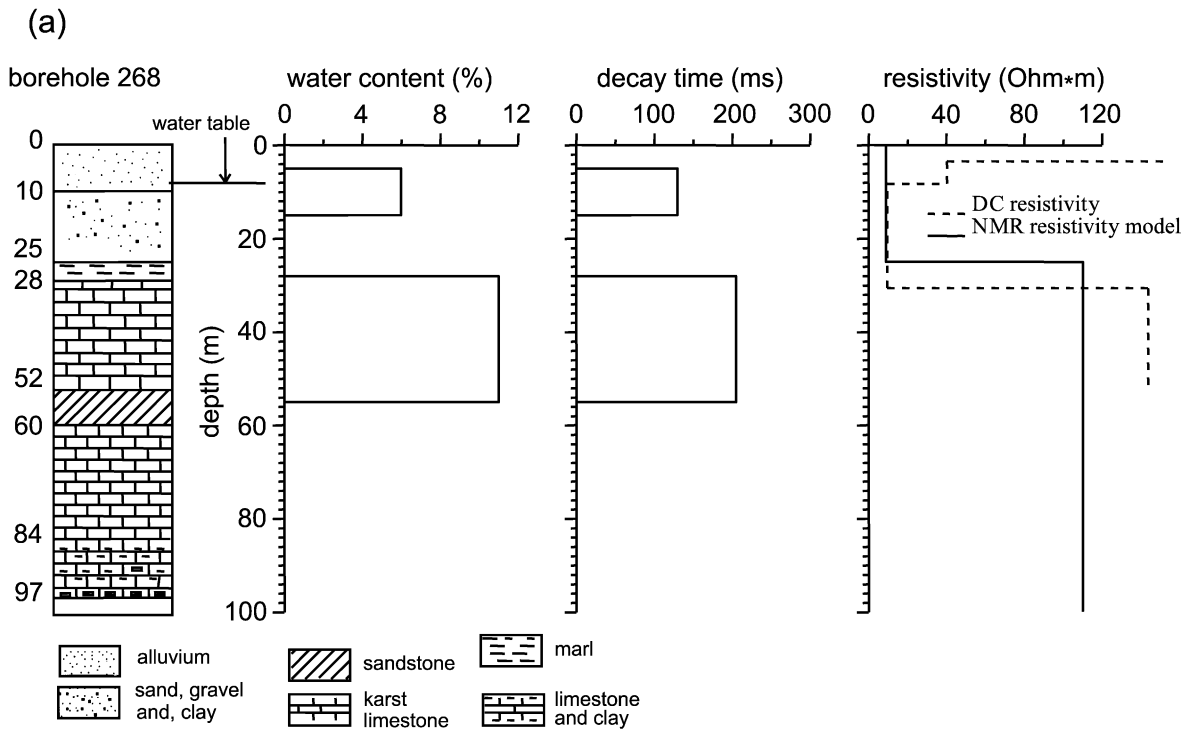 (a)
borehole 268
water content (%)
decay time (ms)
resistivity (Ohm*m)
0 4 8 12
0 100 200 300
0 40 80 120
water table
0
10
25
28
52
60
84
97
depth (m)
0
20
40
60
80
100
DC resistivity
NMR resistivity model
alluvium
sand, gravel
and, clay
sandstone
karst
limestone
marl
limestone
and clay